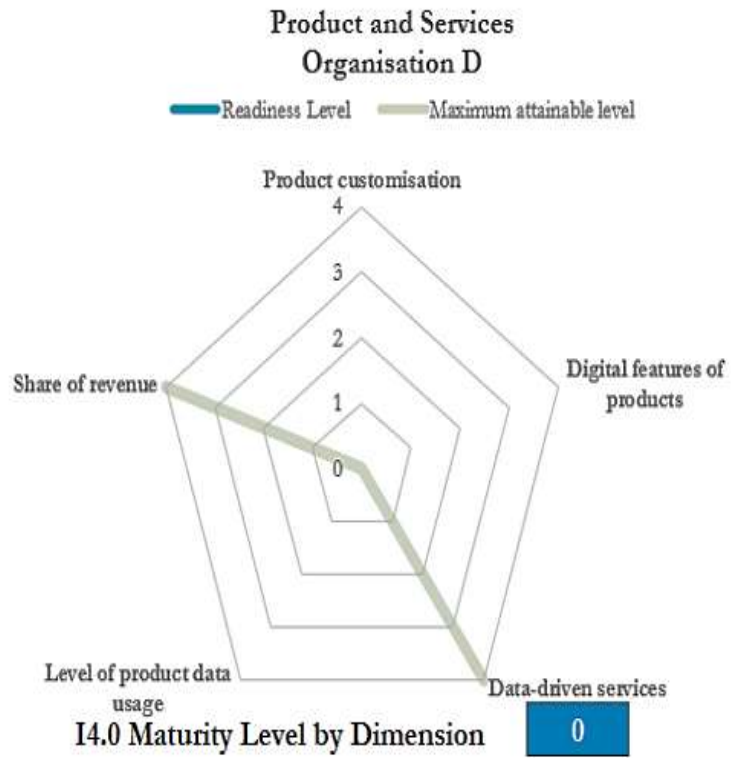 Product and Services
Organisation D
Readiness Level
Maximum attainable level
Product customisation
4
3
2
1
0
Digital features of
products
Share of revenue
Level of product data
usage
Data-driven services
I4.0 Maturity Level by Dimension
0